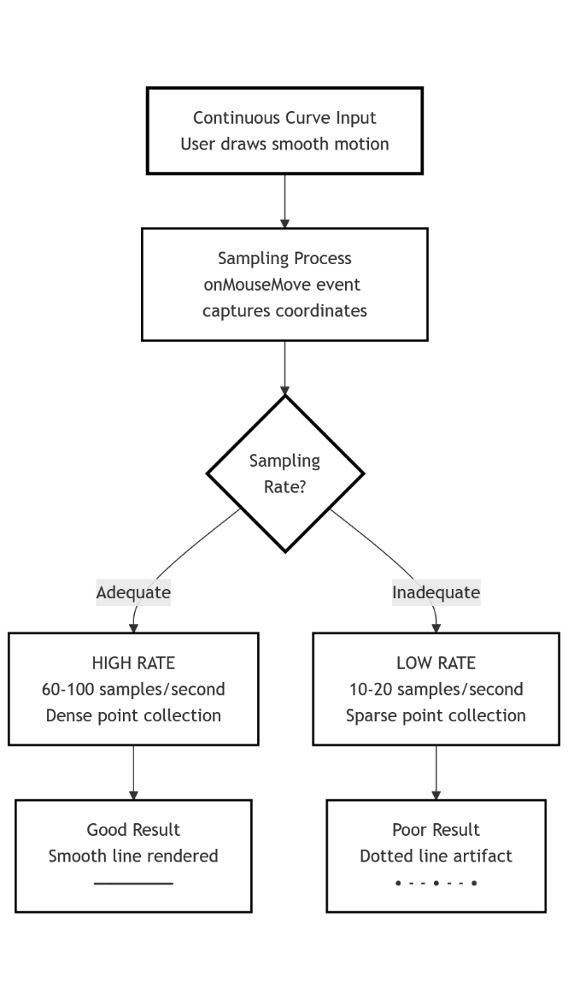 Continuous Curve Input
User draws smooth motion
Sampling Process
onMouseMove event
captures coordinates
Sampling
Rate?
Adequate
Inadequate
HIGH RATE
60-100 samples/second
Dense point collection
LOW RATE
10-20 samples/second
Sparse point collection
Good Result
Smooth line rendered
Poor Result
Dotted line artifact